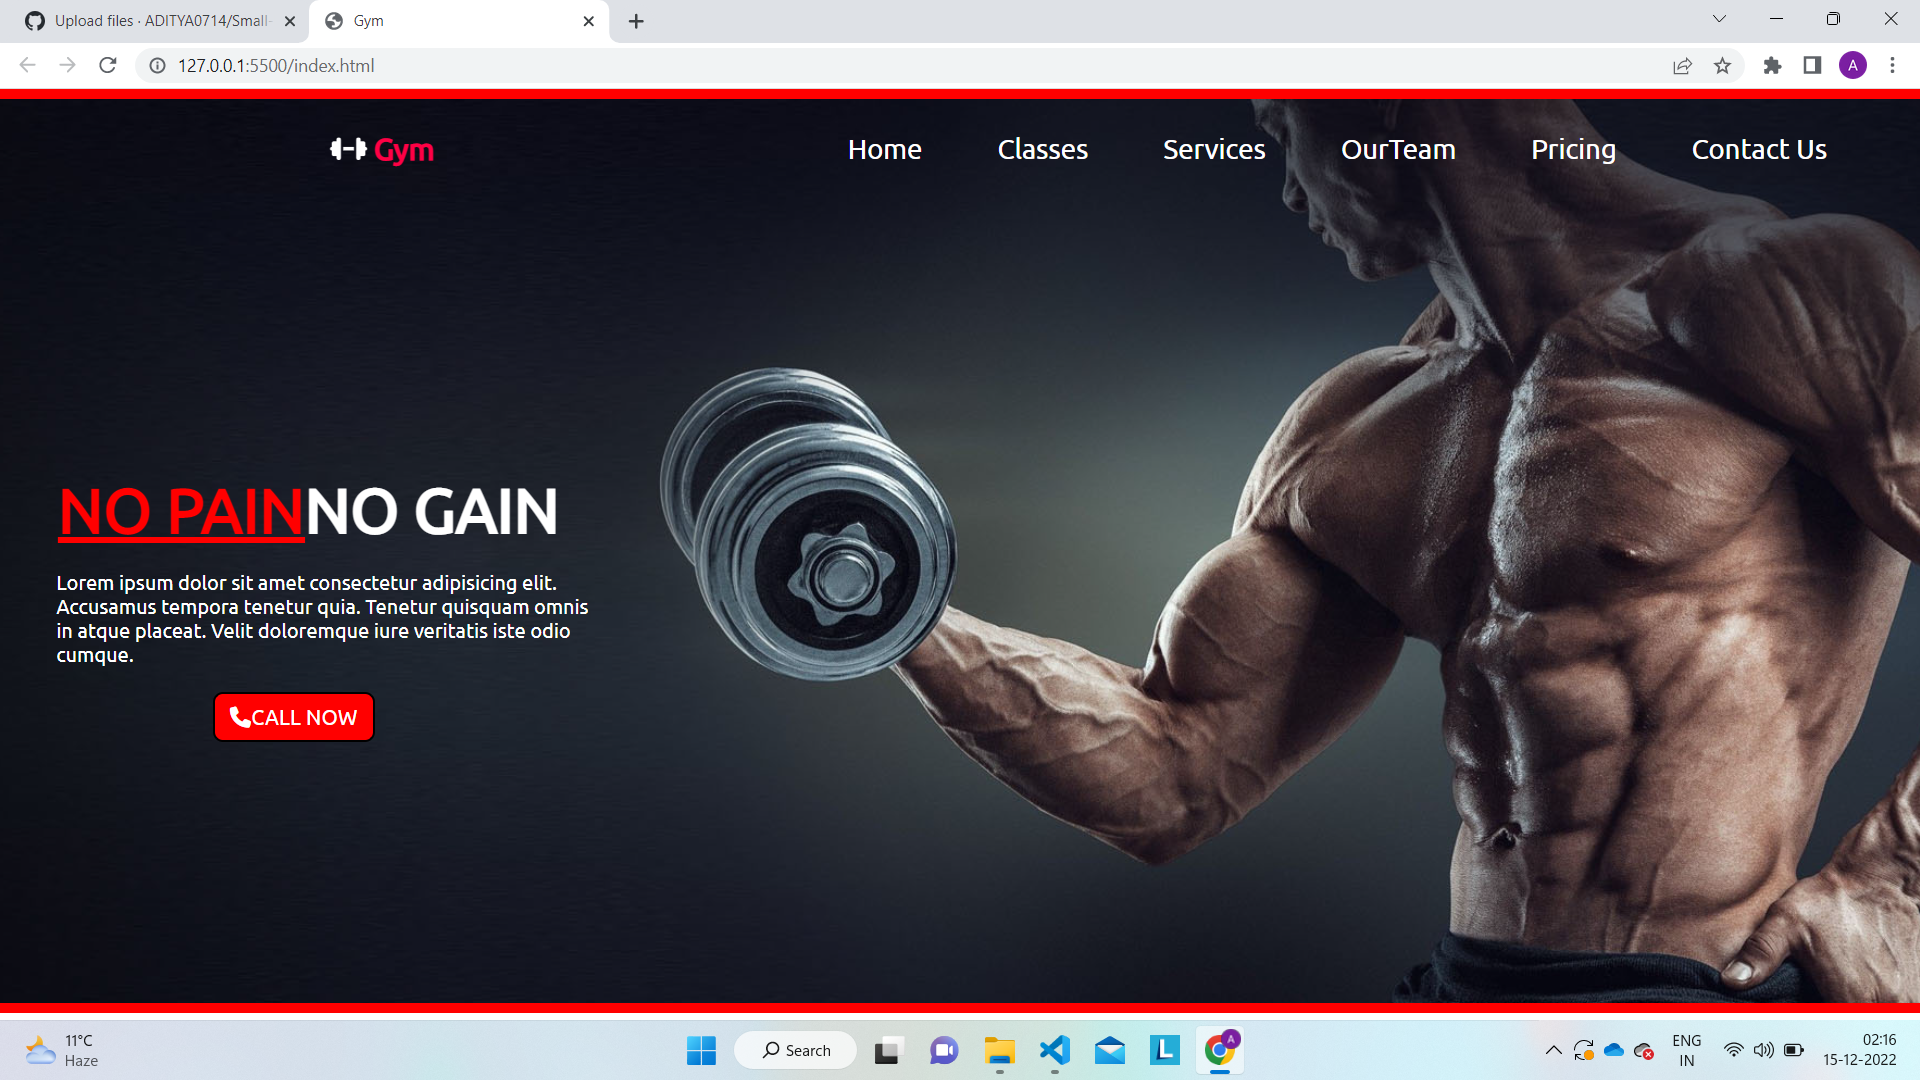 Upload files · ADITYA0714/Small-
Gym
127.0.0.1:5500/index.html
A
Gym
Home
Classes
Services
OurTeam
Pricing
Contact Us
NO PAINNO GAIN
Lorem ipsum dolor sit amet consectetur adipisicing elit.
Accusamus tempora tenetur quia. Tenetur quisquam omnis
in atque placeat. Velit doloremque iure veritatis iste odio
cumque.
CALL NOW
11°C
Haze
Search
L
A
ENG
IN
02:16
15-12-2022